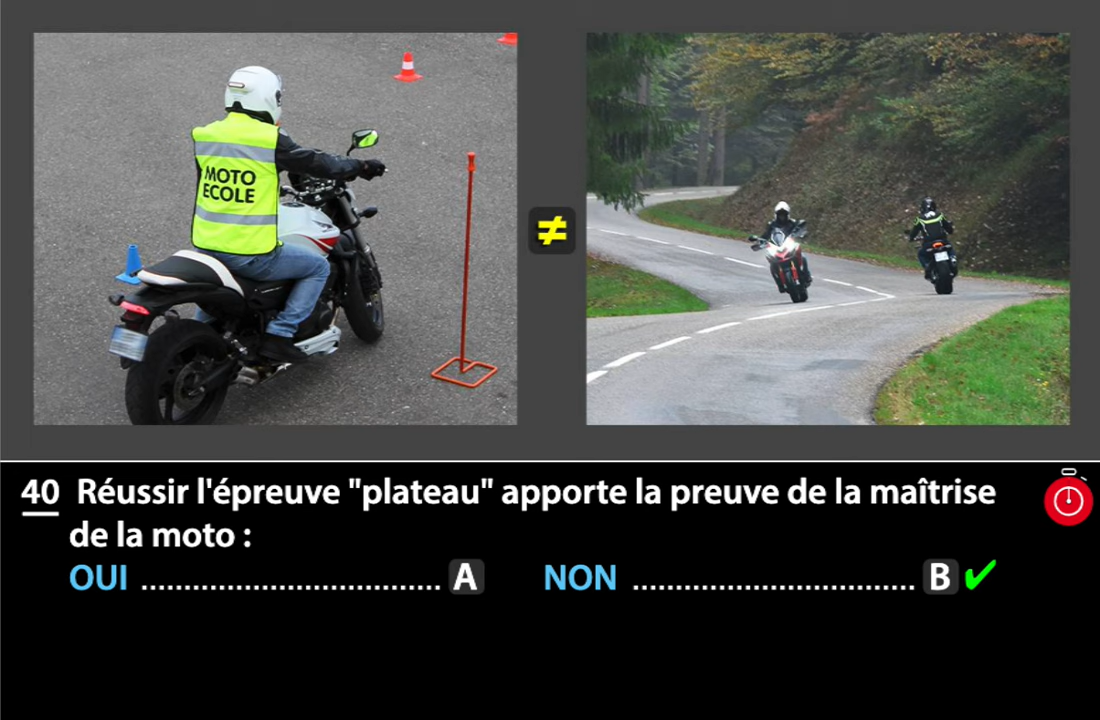 MOTO
ECOLE
≠
40 Réussir l'épreuve "plateau" apporte la preuve de la maîtrise
de la moto :
OUI .................................. A NON ................................ B ✓